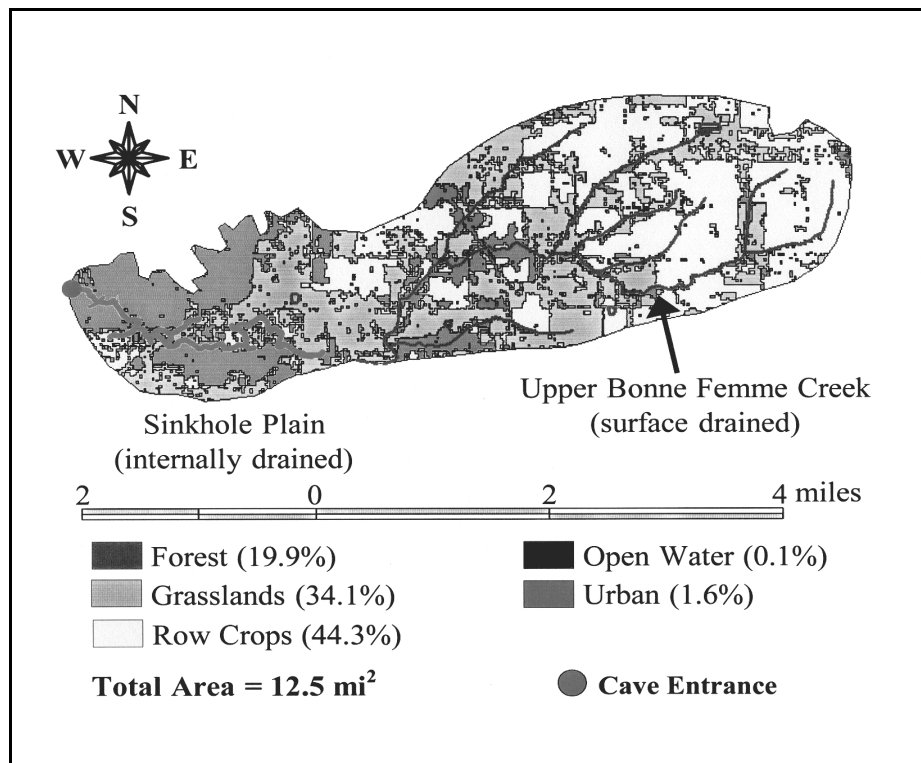 N
W E
S
Upper Bonne Femme Creek
(surface drained)
Sinkhole Plain
(internally drained)
2 0 2 4 miles
Forest (19.9%)
Open Water (0.1%)
Grasslands (34.1%)
Urban (1.6%)
Row Crops (44.3%)
Total Area = 12.5 mi²
Cave Entrance